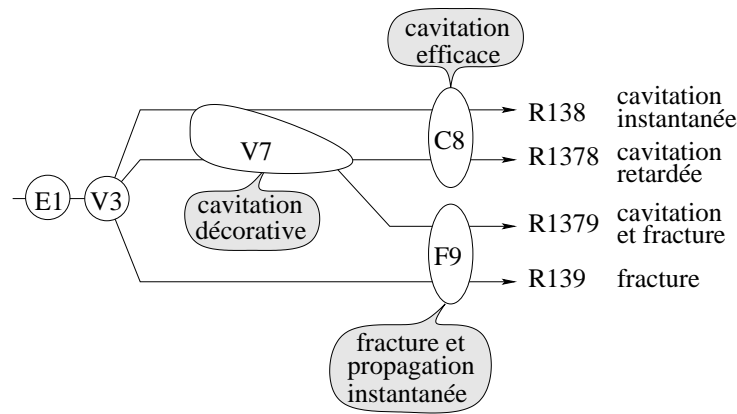 cavitation
efficace
R138
cavitation
instantanée
C8
V7
R1378
cavitation
retardée
E1
V3
cavitation
décorative
R1379
cavitation
et fracture
F9
R139
fracture
fracture et
propagation
instantanée